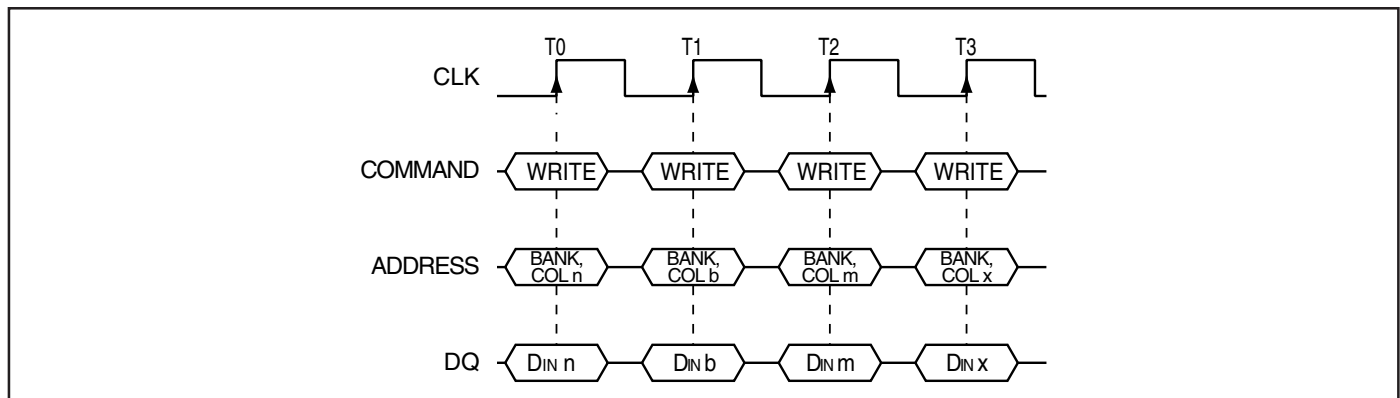 T0 T1 T2 T3
CLK
COMMAND WRITE WRITE WRITE WRITE
ADDRESS BANK, COL n BANK, COL b BANK, COL m BANK, COL x
DQ DIN n DIN b DIN m DIN x